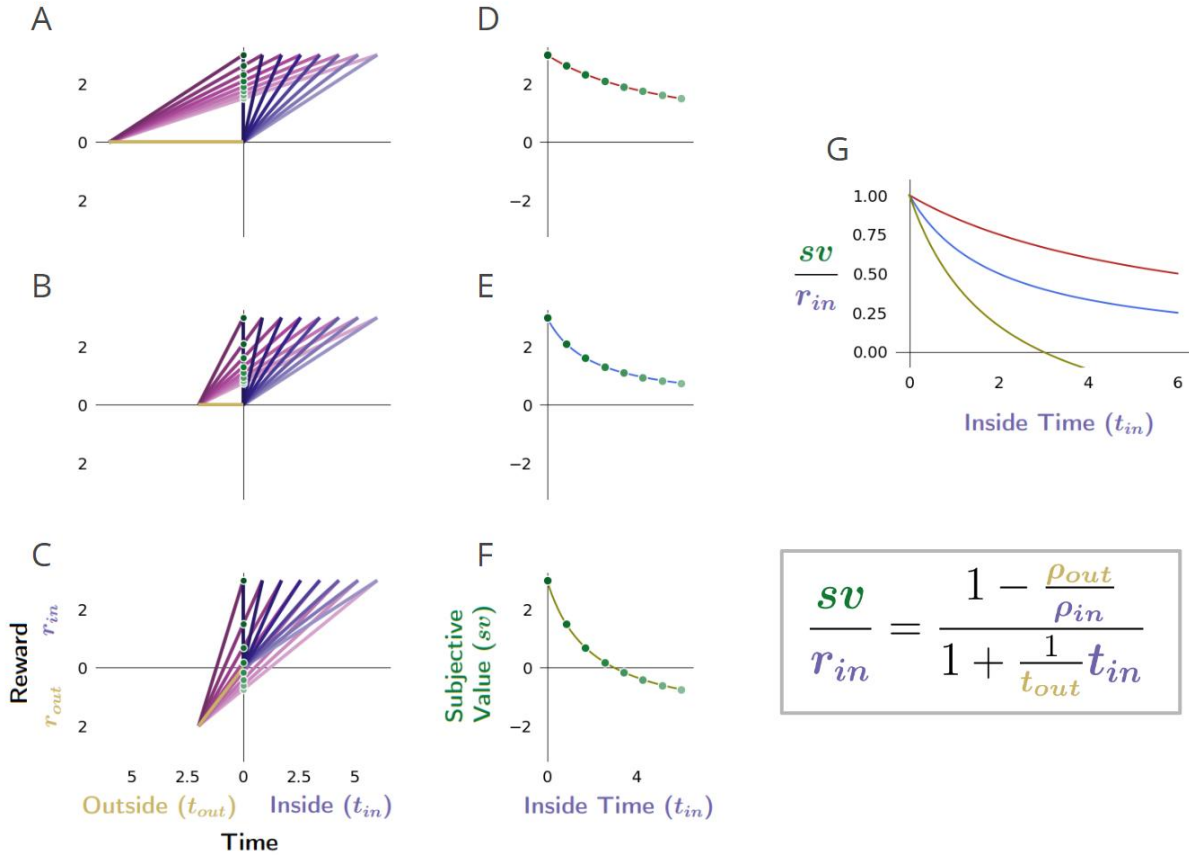 A
2
0
2
B
2
0
2
C
2
0
2
Reward
r_in
r_out
5 2.5 0 2.5 5
Outside (t_out) Inside (t_in)
Time
D
2
0
−2
E
2
0
−2
F
2
0
−2
Subjective
Value (sv)
0 4
Inside Time (t_in)
G
1.00
0.75
0.50
0.25
0.00
sv/r_in
0 2 4 6
Inside Time (t_in)
sv/r_in = (1 − ρ_out/ρ_in)/(1 + 1/t_out t_in)